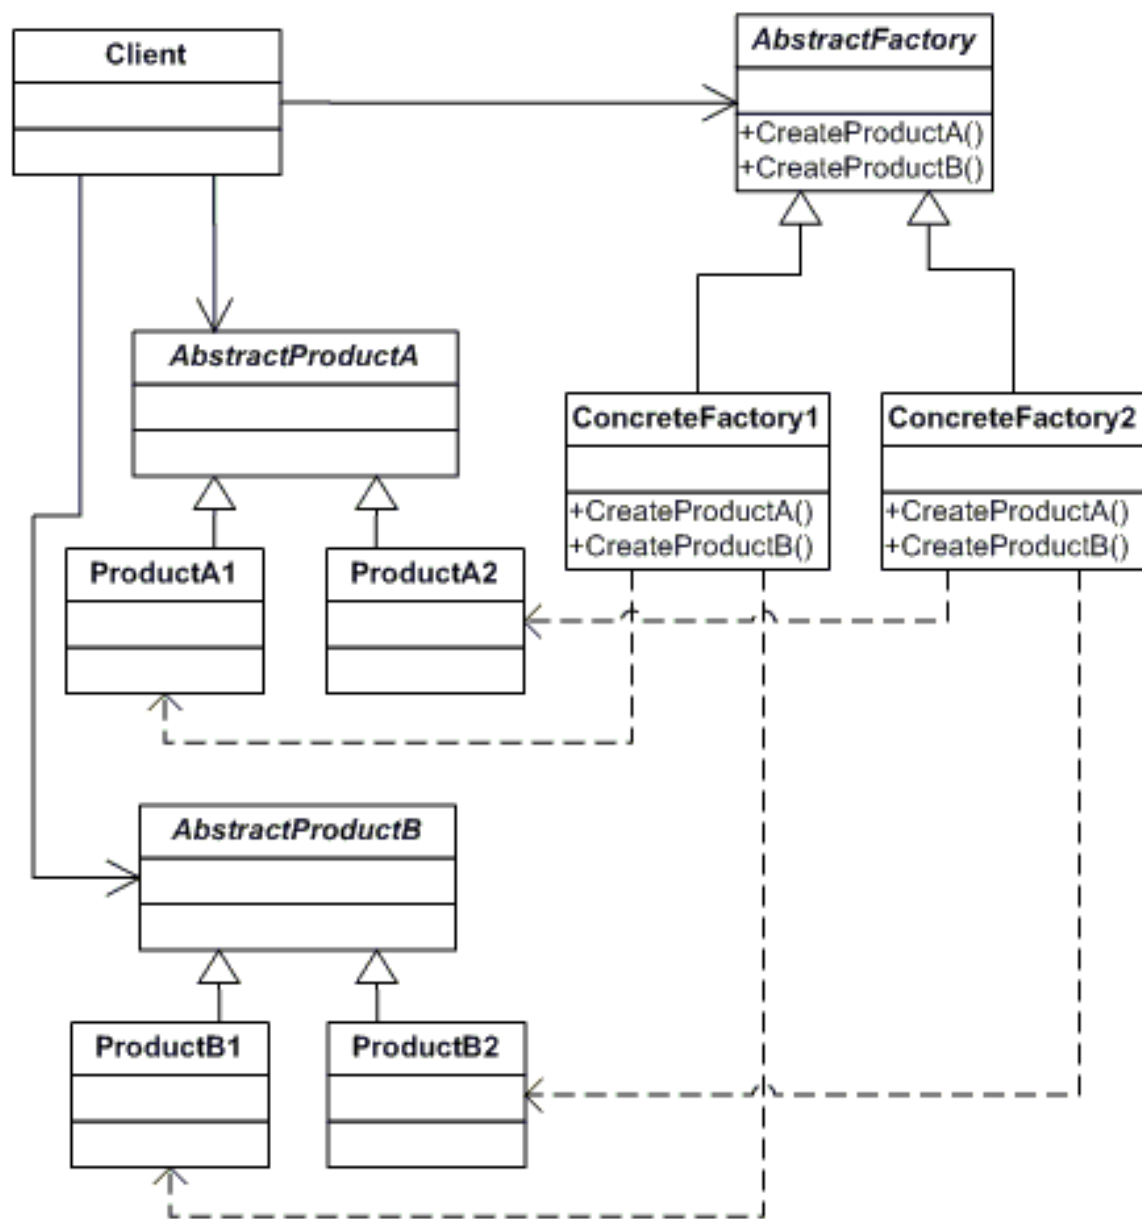 Client
AbstractFactory
+CreateProductA()
+CreateProductB()
AbstractProductA
ConcreteFactory1
+CreateProductA()
+CreateProductB()
ConcreteFactory2
+CreateProductA()
+CreateProductB()
ProductA1
ProductA2
AbstractProductB
ProductB1
ProductB2